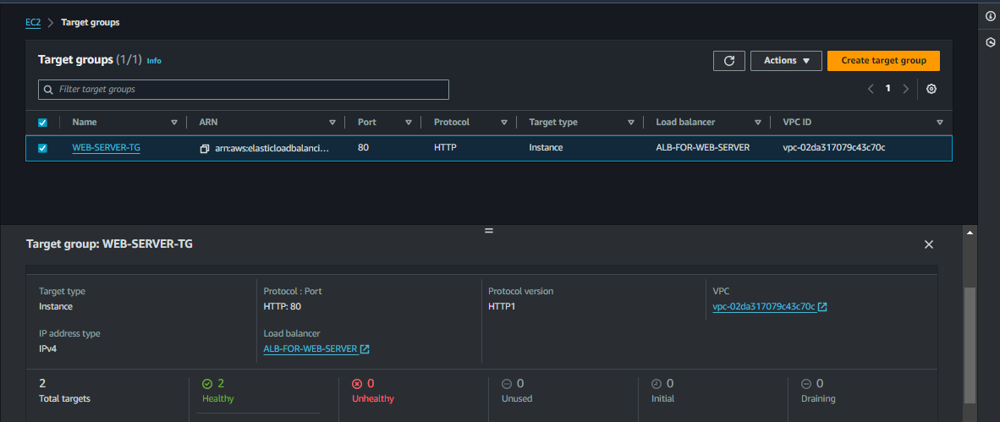 EC2 > Target groups
Target groups (1/1) Info
Actions
Create target group
Filter target groups
1
Name ARN Port Protocol Target type Load balancer VPC ID
WEB-SERVER-TG arn:aws:elasticloadbalanci... 80 HTTP Instance ALB-FOR-WEB-SERVER vpc-02da317079c43c70c
Target group: WEB-SERVER-TG
Target type Protocol : Port Protocol version VPC
Instance HTTP: 80 HTTP1 vpc-02da317079c43c70c
IP address type Load balancer
IPv4 ALB-FOR-WEB-SERVER
2 2 0 0 0 0
Total targets Healthy Unhealthy Unused Initial Draining